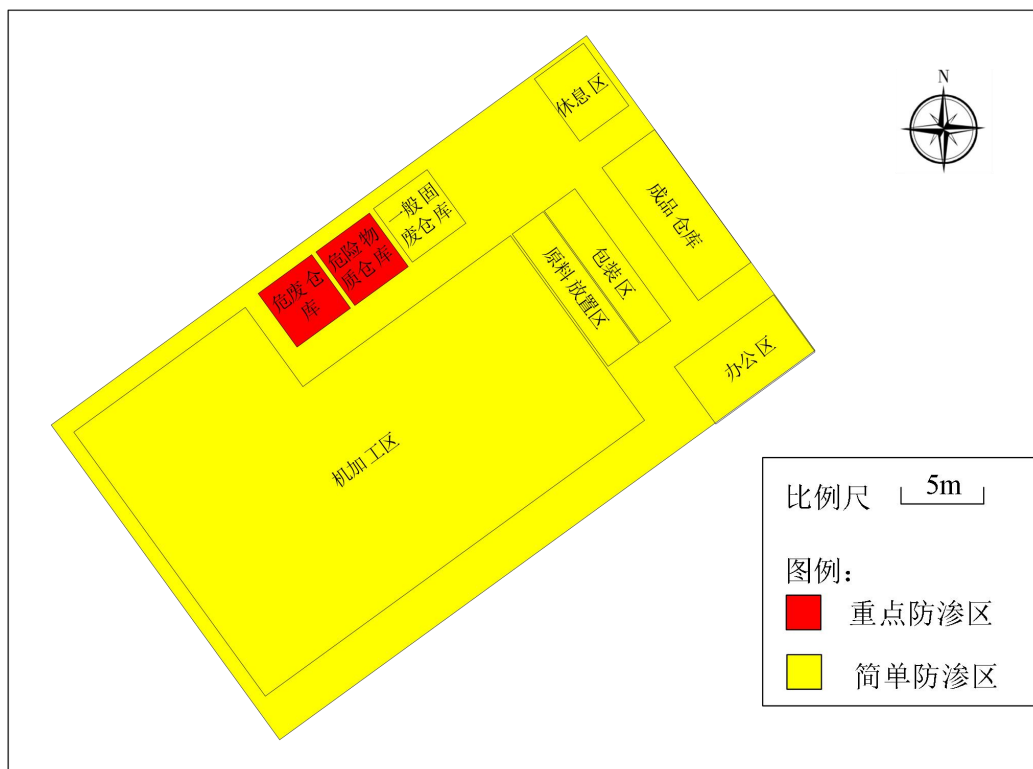 N
休息区
成品仓库
一般固
废仓库
危险物
质仓库
危废仓
库
包装区
原料放置区
办公区
机加工区
比例尺 5m
图例：
重点防渗区
简单防渗区